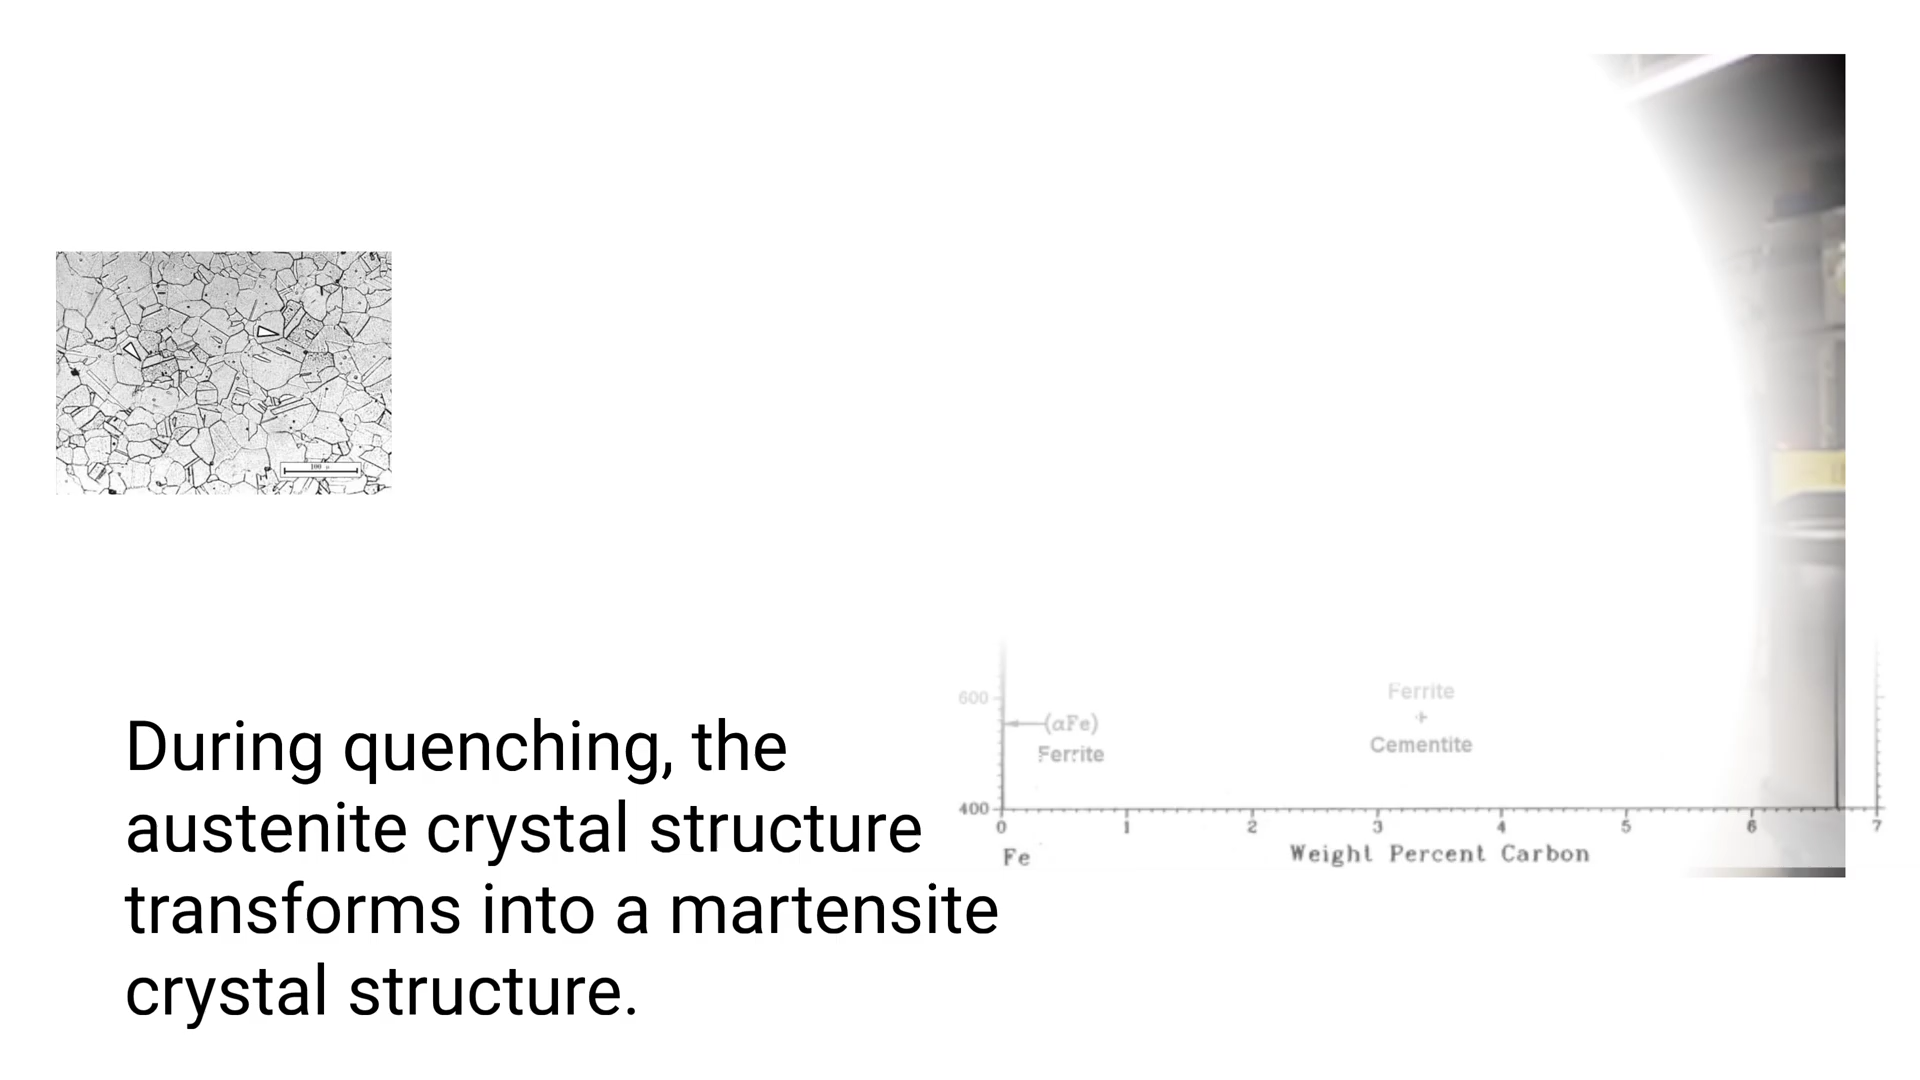 100 μ
600
(αFe)
Ferrite
Ferrite
+
Cementite
400
0 1 2 3 4 5 6 7
Fe
Weight Percent Carbon
During quenching, the
austenite crystal structure
transforms into a martensite
crystal structure.